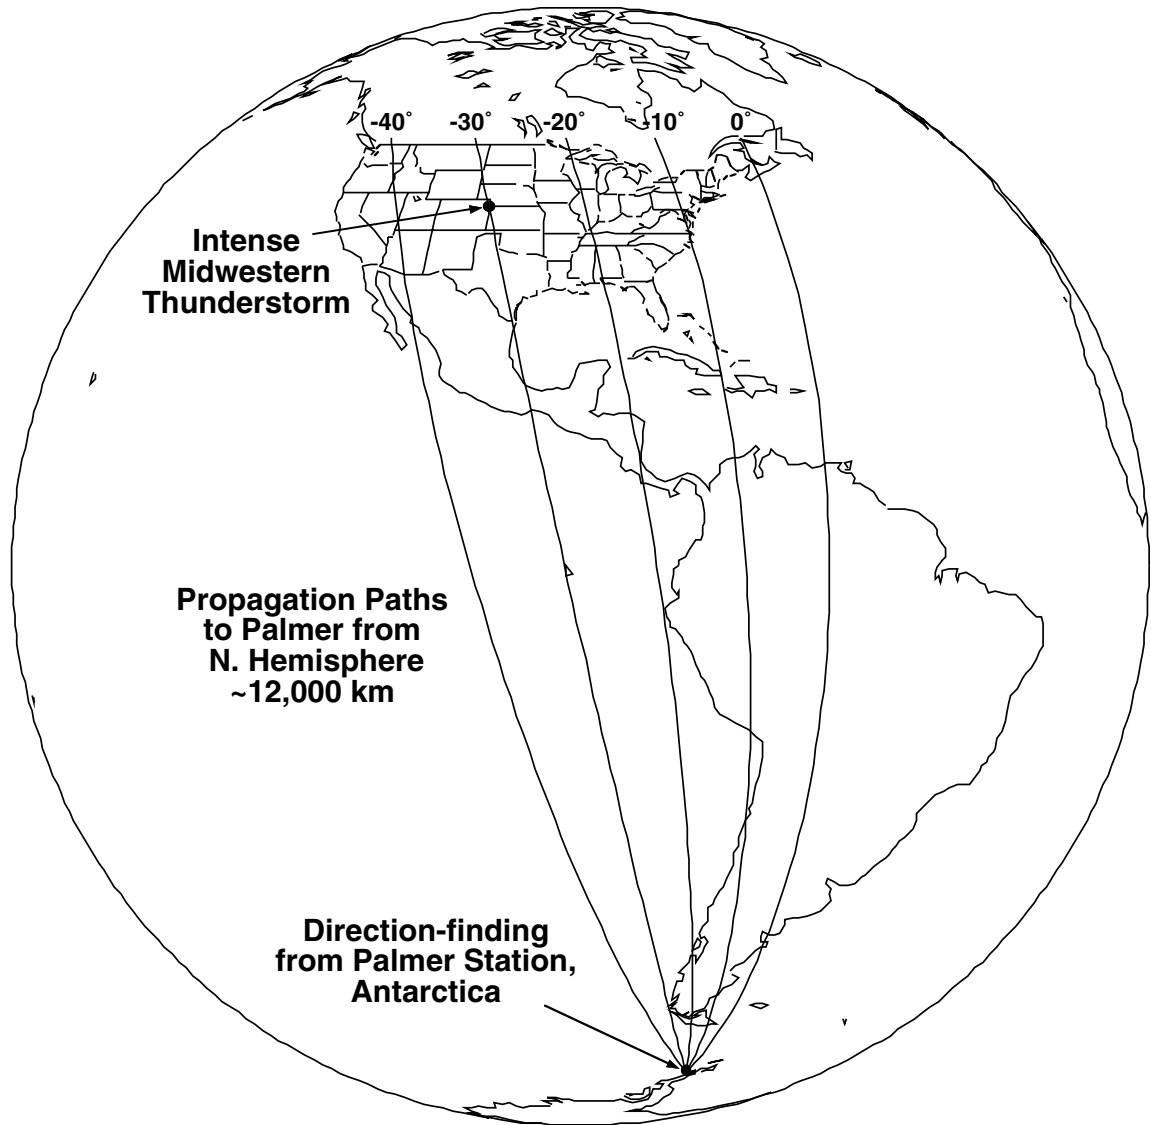 -40° -30° -20° -10° 0°
Intense
Midwestern
Thunderstorm
Propagation Paths
to Palmer from
N. Hemisphere
~12,000 km
Direction-finding
from Palmer Station,
Antarctica